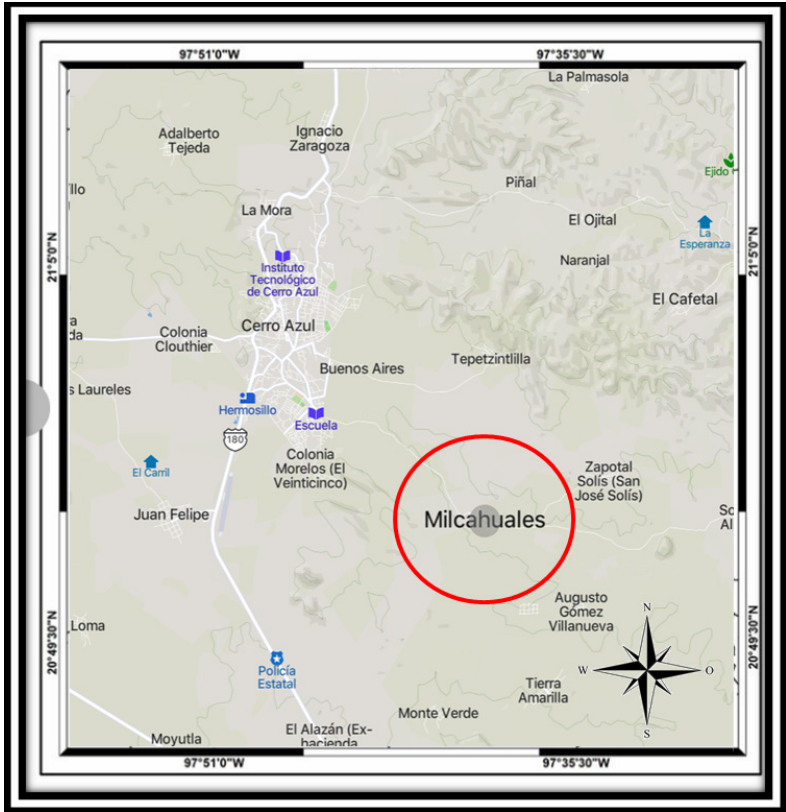 97°51'0"W
97°35'30"W
La Palmasola
Adalberto
Tejeda
Ignacio
Zaragoza
Ejido
llo
Piñal
La Mora
El Ojital
La
Esperanza
21°5'0"N
21°5'0"N
Instituto
Tecnológico
de Cerro Azul
Naranjal
El Cafetal
a
da
Colonia
Clouthier
Cerro Azul
Buenos Aires
Tepetzintlilla
s Laureles
Hermosillo
Escuela
180
El Carril
Colonia
Morelos (El
Veinticinco)
Zapotal
Solís (San
José Solís)
Juan Felipe
Milcahuales
So
Al
Augusto
Gómez
Villanueva
N
W
O
S
Loma
20°49'30"N
20°49'30"N
Policía
Estatal
Tierra
Amarilla
Monte Verde
Moyutla
El Alazán (Ex-
hacienda
97°51'0"W
97°35'30"W